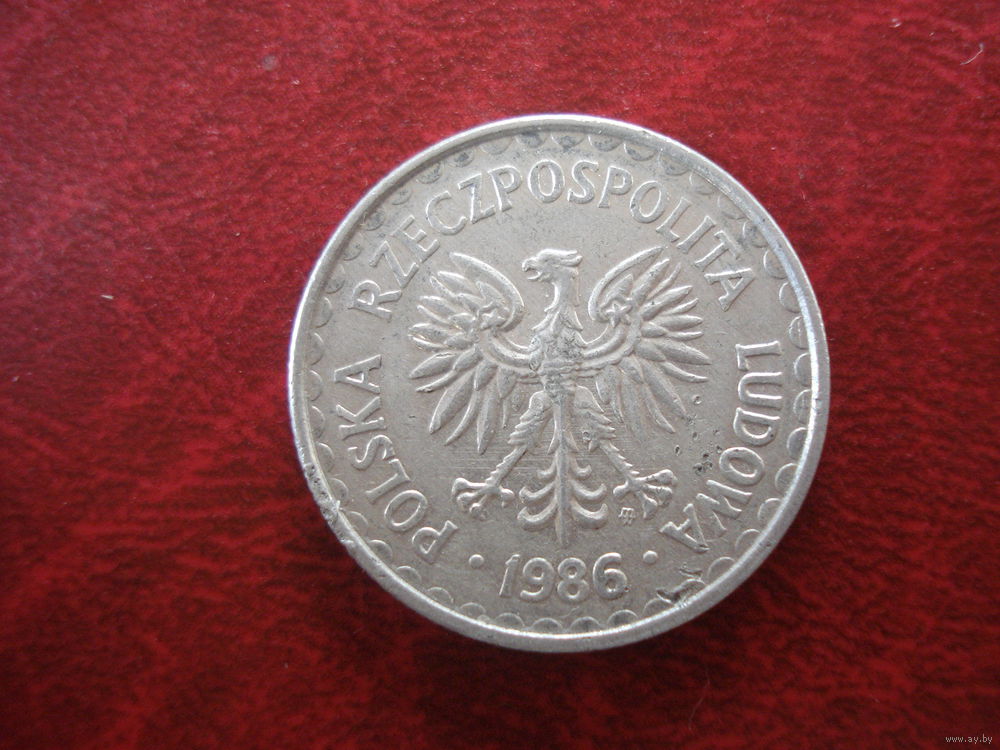 POLSKA RZECZPOSPOLITA LUDOWA
· 1986 ·
www.ay.by